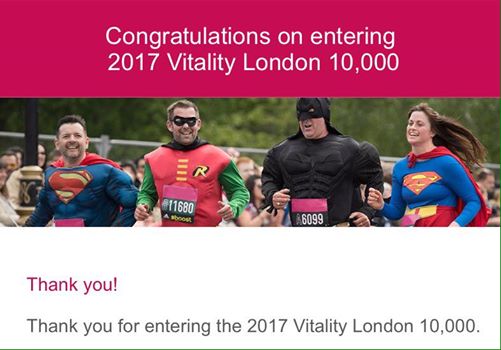 Congratulations on entering
2017 Vitality London 10,000
R
#11680
#boost
A6099
Thank you!
Thank you for entering the 2017 Vitality London 10,000.